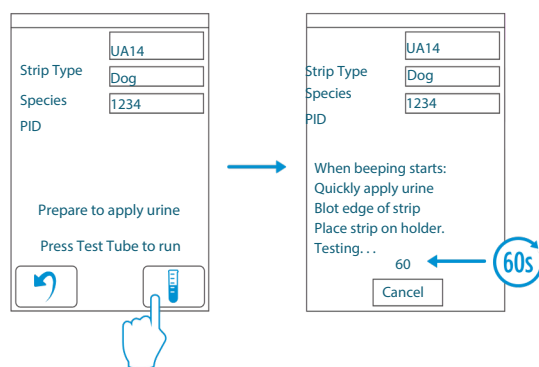 UA14
Strip Type
Dog
Species
1234
PID
Prepare to apply urine
Press Test Tube to run
UA14
Strip Type
Dog
Species
1234
PID
When beeping starts:
Quickly apply urine
Blot edge of strip
Place strip on holder.
Testing. . .
60
60s
Cancel